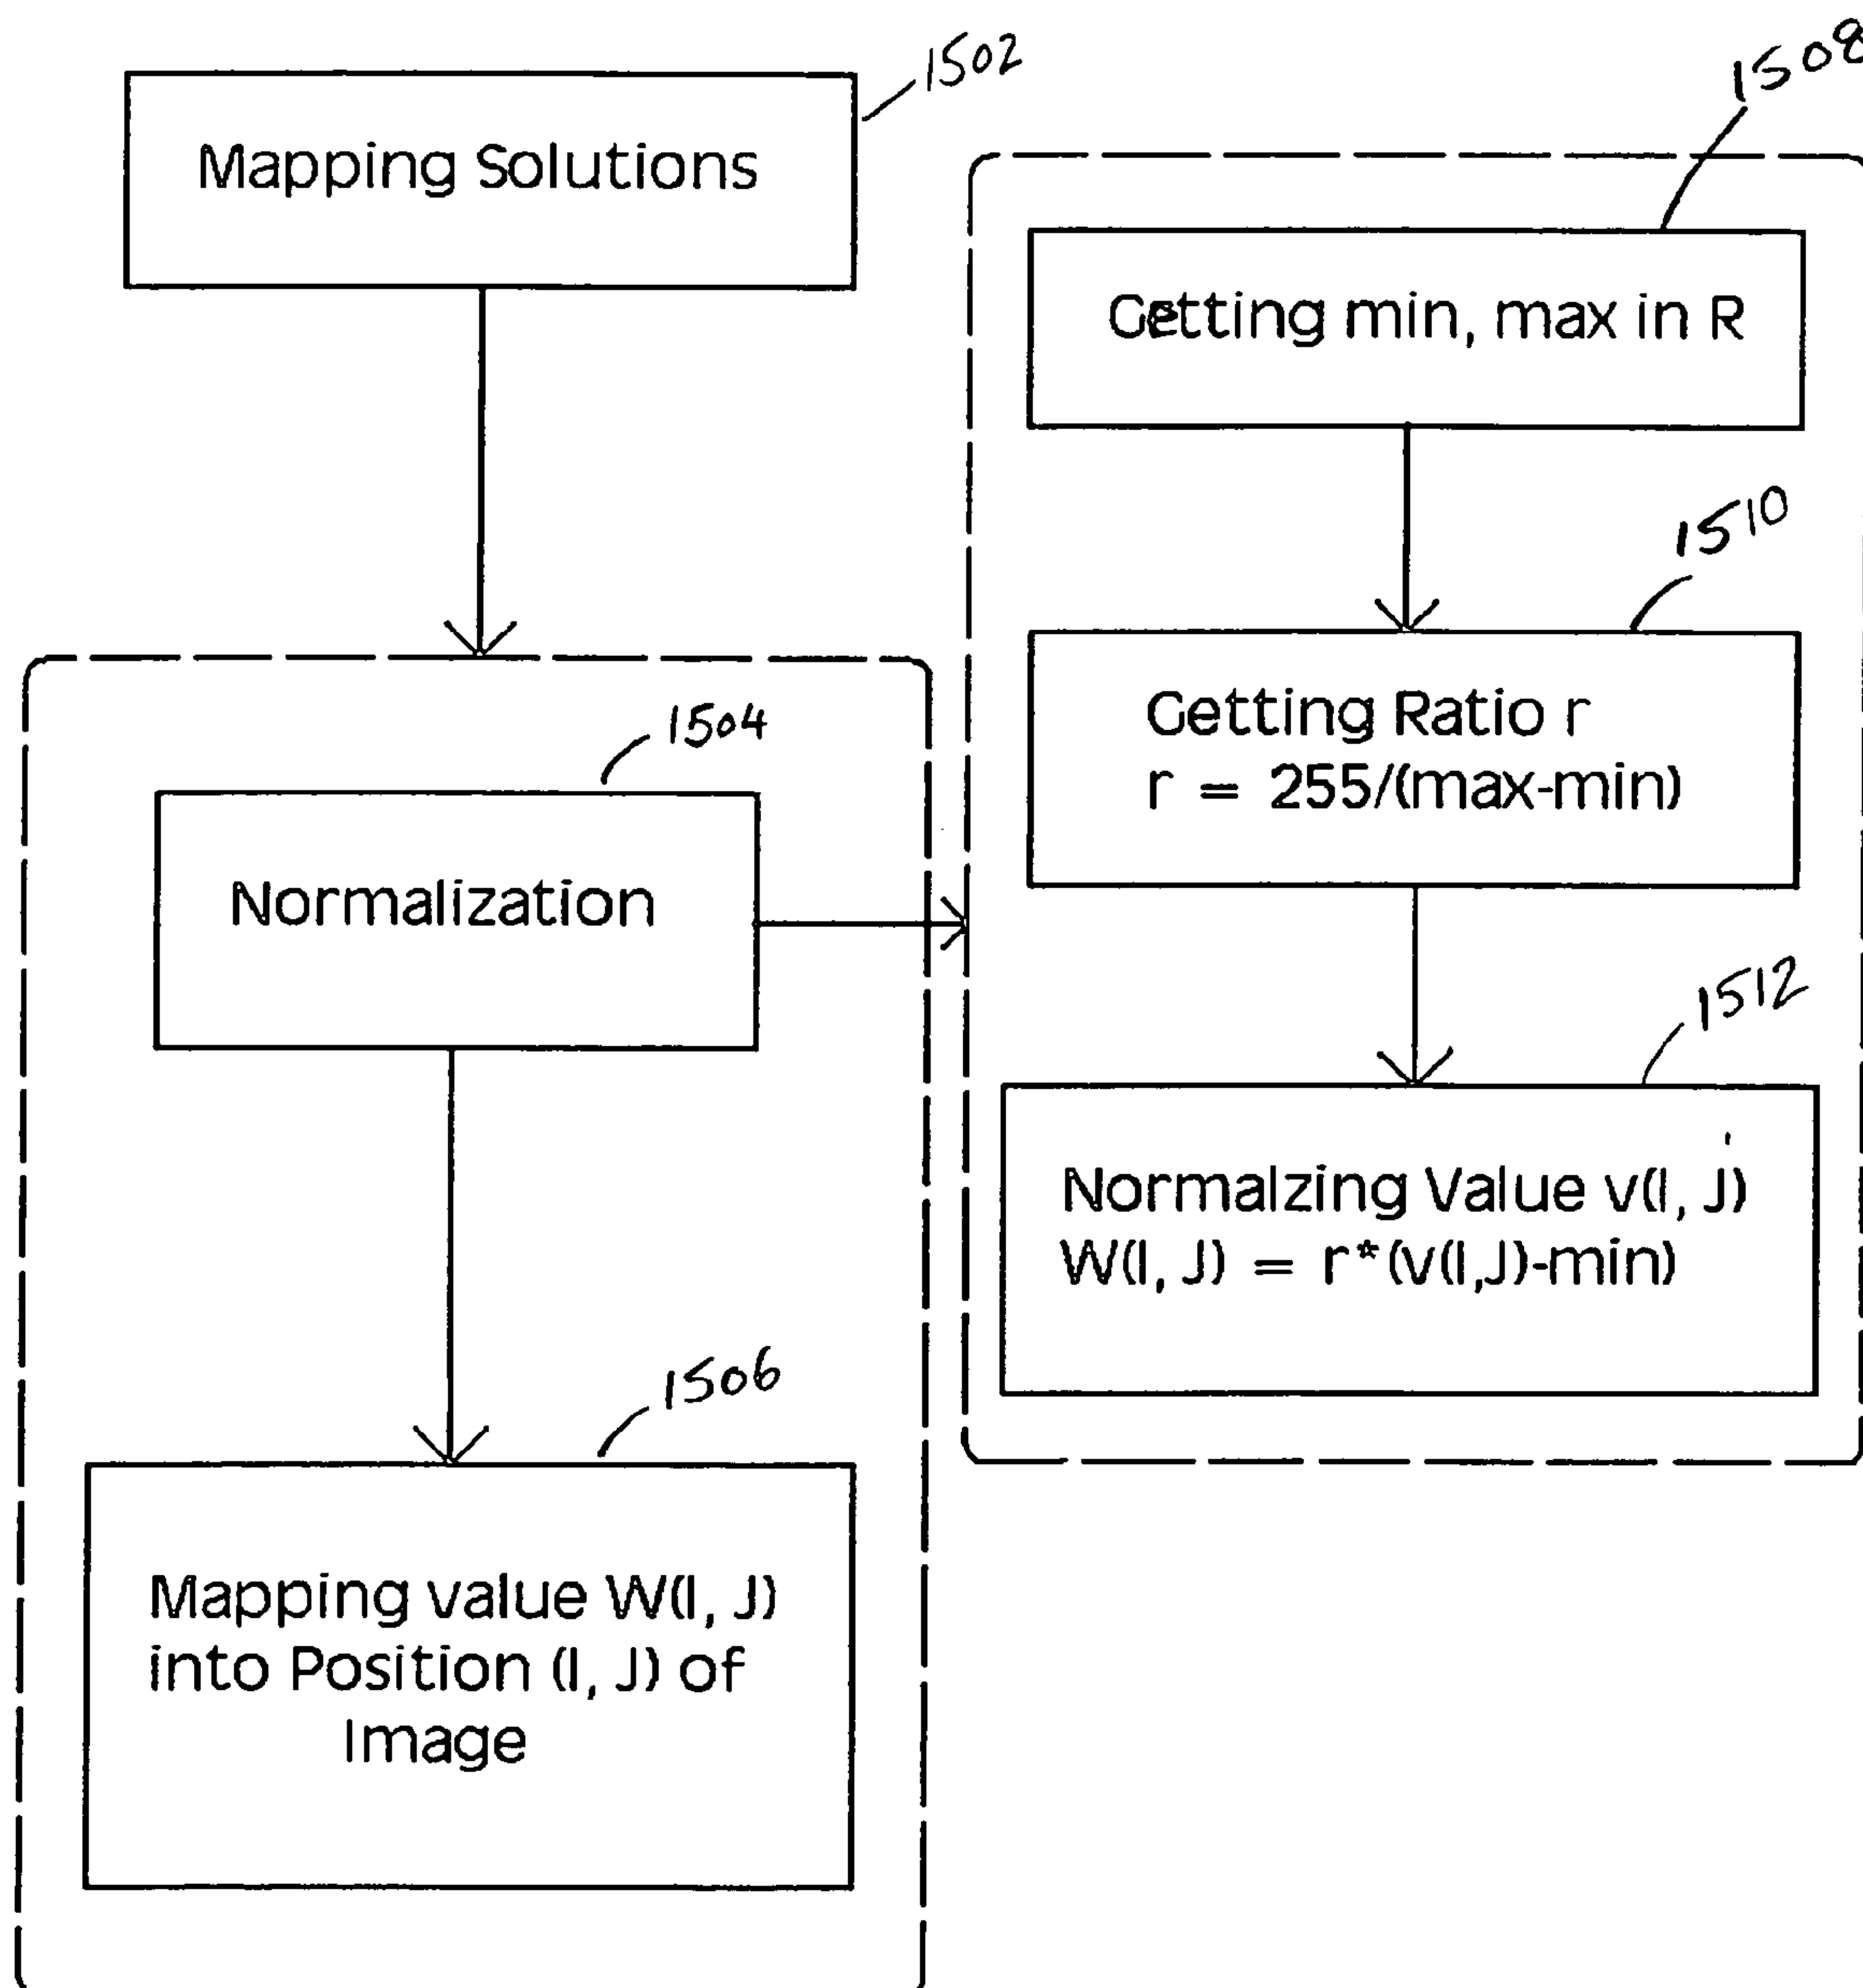 1502
Mapping Solutions
1504
Normalization
1506
Mapping value W(I, J)
into Position (I, J) of
Image
1508
Getting min, max in R
1510
Getting Ratio r
r = 255/(max-min)
1512
Normalzing Value v(I, J)
W(I, J) = r*(v(I,J)-min)